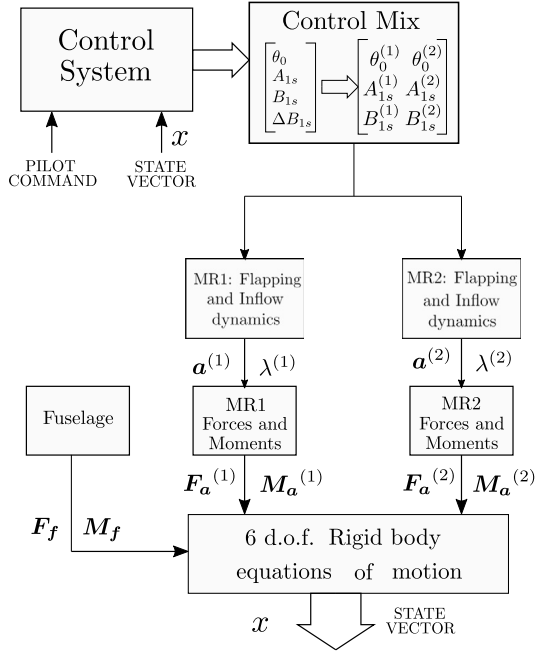 Control
System
Control Mix
θ₀
A₁ₛ
B₁ₛ
ΔB₁ₛ
θ₀⁽¹⁾ θ₀⁽²⁾
A₁ₛ⁽¹⁾ A₁ₛ⁽²⁾
B₁ₛ⁽¹⁾ B₁ₛ⁽²⁾
x
PILOT
COMMAND
STATE
VECTOR
MR1: Flapping
and Inflow
dynamics
MR2: Flapping
and Inflow
dynamics
a⁽¹⁾ λ⁽¹⁾
a⁽²⁾ λ⁽²⁾
Fuselage
MR1
Forces and
Moments
MR2
Forces and
Moments
Fₐ⁽¹⁾ Mₐ⁽¹⁾
Fₐ⁽²⁾ Mₐ⁽²⁾
F_f M_f
6 d.o.f. Rigid body
equations of motion
x
STATE
VECTOR